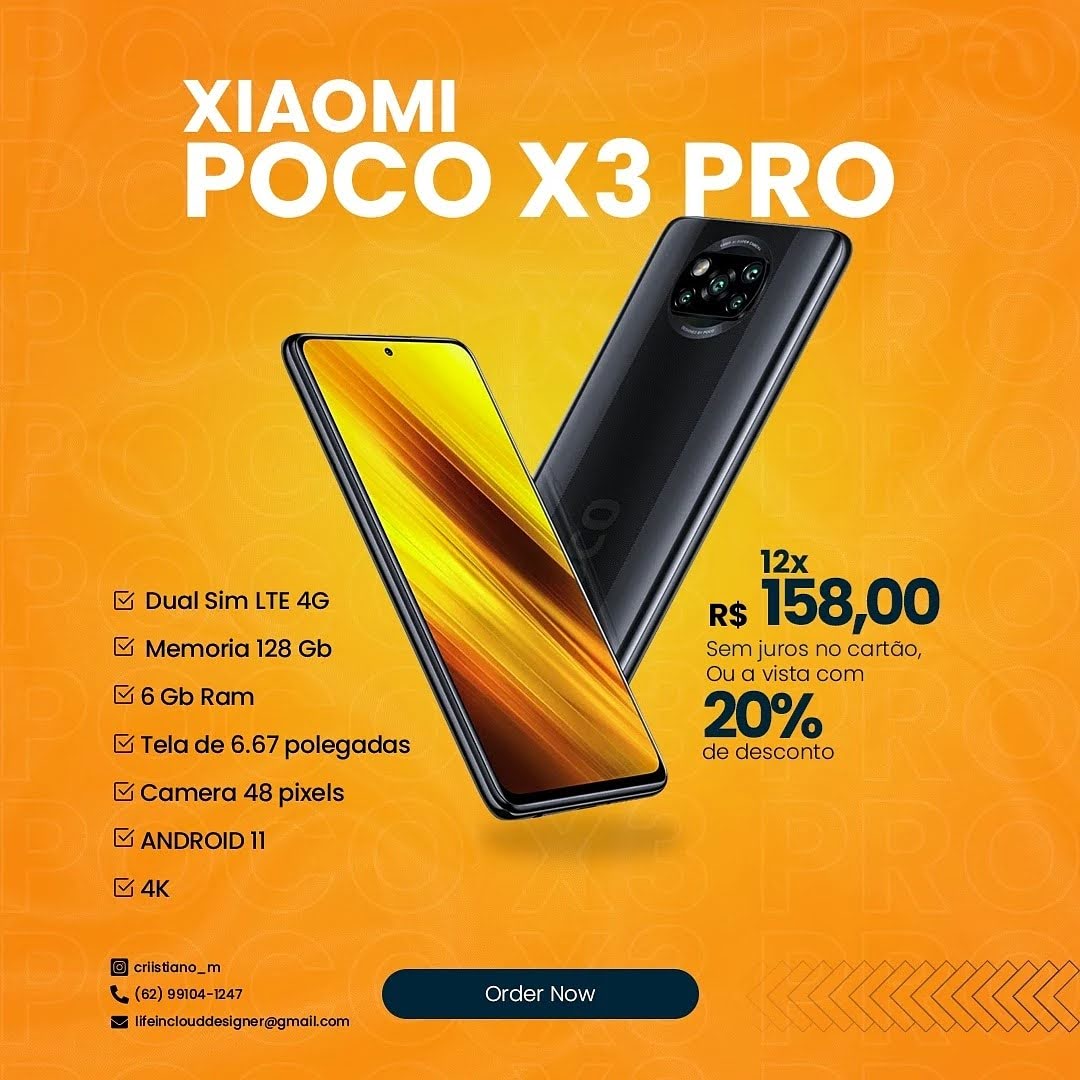 XIAOMI
POCO X3 PRO
Dual Sim LTE 4G
Memoria 128 Gb
6 Gb Ram
Tela de 6.67 polegadas
Camera 48 pixels
ANDROID 11
4K
12x
R$ 158,00
Sem juros no cartão,
Ou a vista com
20%
de desconto
criistiano_m
(62) 99104-1247
lifeinclouddesigner@gmail.com
Order Now